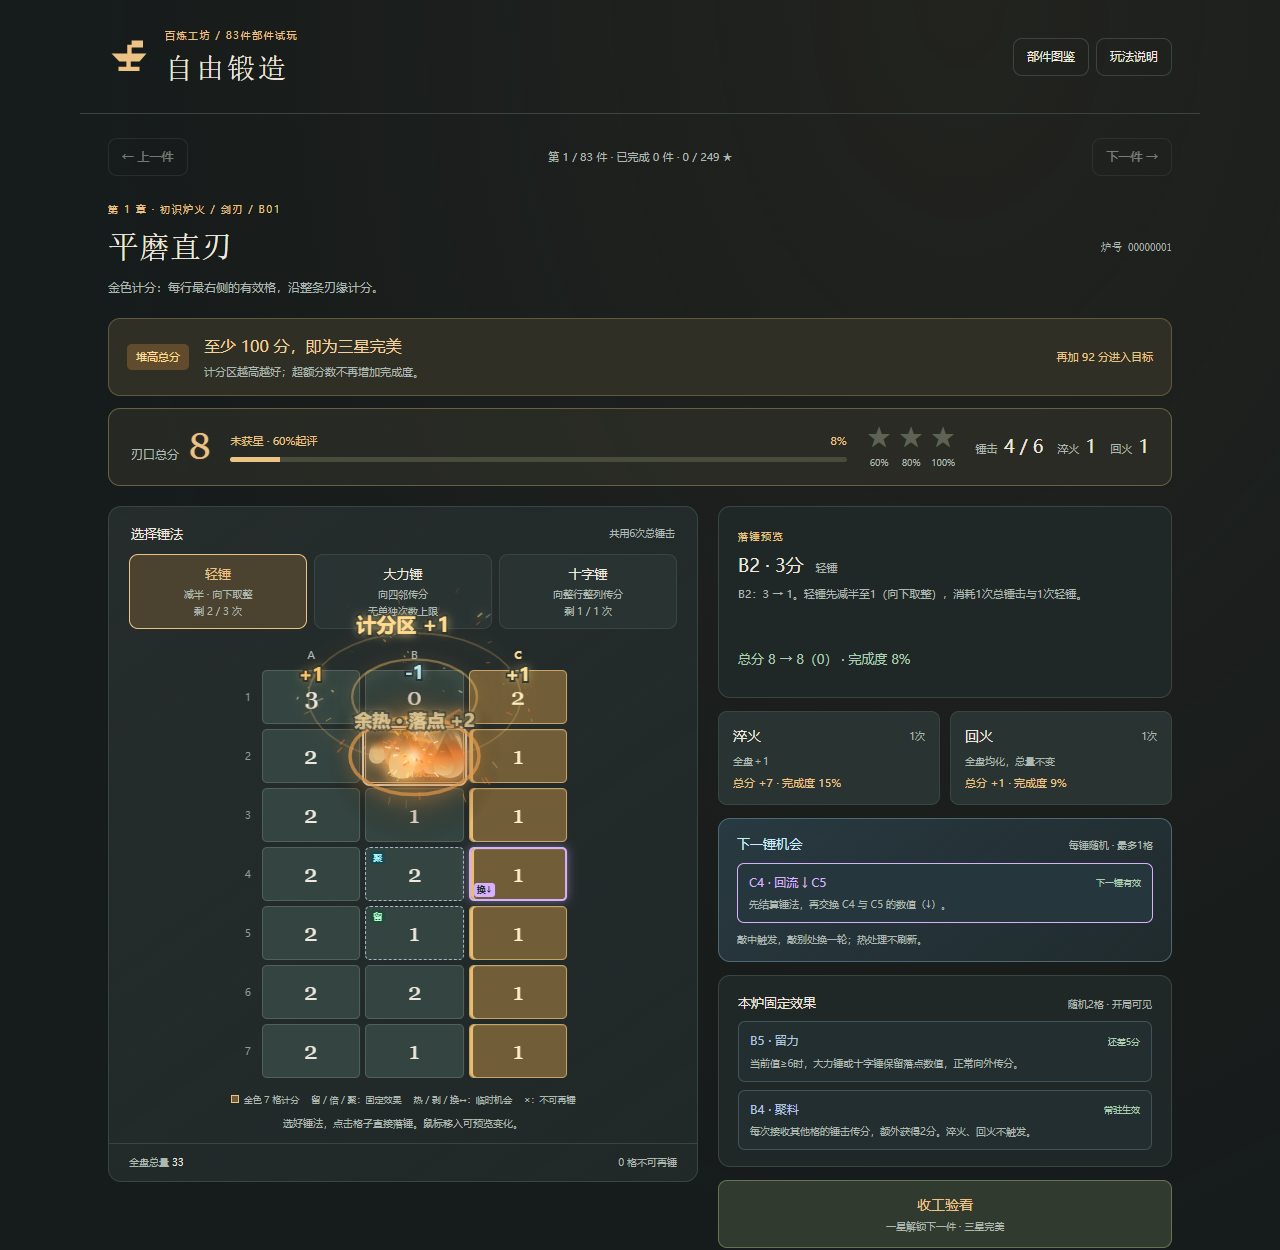 百炼工坊 / 83件部件试玩
自由锻造
部件图鉴
玩法说明
← 上一件
第 1 / 83 件 · 已完成 0 件 · 0 / 249 ★
下一件 →
第 1 章 · 初识炉火 / 剑刃 / B01
平磨直刃
炉号 00000001
金色计分：每行最右侧的有效格，沿整条刃缘计分。
堆高总分
至少 100 分，即为三星完美
计分区越高越好；超额分数不再增加完成度。
再加 92 分进入目标
刃口总分 8
未获星 · 60%起评
8%
60% 80% 100%
锤击 4 / 6 淬火 1 回火 1
选择锤法
共用6次总锤击
轻锤
减半 · 向下取整
剩 2 / 3 次
大力锤
向四邻传分
无单独次数上限
十字锤
向整行整列传分
剩 1 / 1 次
计分区 +1
A B C
+1 -1 +1
1 3 0 2
余热 · 落点 +2
2 2 1
3 2 1 1
4 2 聚 2 换↓ 1
5 2 留 1 1
6 2 2 1
7 2 1 1
金色 7 格计分 留 / 倍 / 聚：固定效果 热 / 剥 / 换↔：临时机会 ×：不可再锤
选好锤法，点击格子直接落锤。鼠标移入可预览变化。
全盘总量 33
0 格不可再锤
落锤预览
B2 · 3分 轻锤
B2：3 → 1。轻锤先减半至1（向下取整），消耗1次总锤击与1次轻锤。
总分 8 → 8（0）· 完成度 8%
淬火
1次
全盘 + 1
总分 +7 · 完成度 15%
回火
1次
全盘均化，总量不变
总分 +1 · 完成度 9%
下一锤机会
每锤随机 · 最多1格
C4 · 回流↓C5
下一锤有效
先结算锤法，再交换 C4 与 C5 的数值（↓）。
敲中触发，敲别处换一轮；热处理不刷新。
本炉固定效果
随机2格 · 开局可见
B5 · 留力
还差5分
当前值≥6时，大力锤或十字锤保留落点数值，正常向外传分。
B4 · 聚料
常驻生效
每次接收其他格的锤击传分，额外获得2分。淬火、回火不触发。
收工验看
一星解锁下一件 · 三星完美